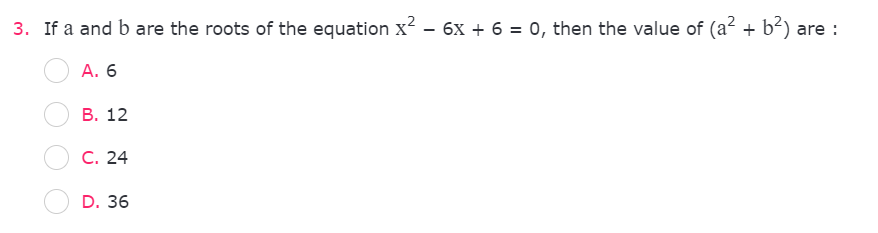 3. If a and b are the roots of the equation x² − 6x + 6 = 0, then the value of (a² + b²) are :
A. 6
B. 12
C. 24
D. 36